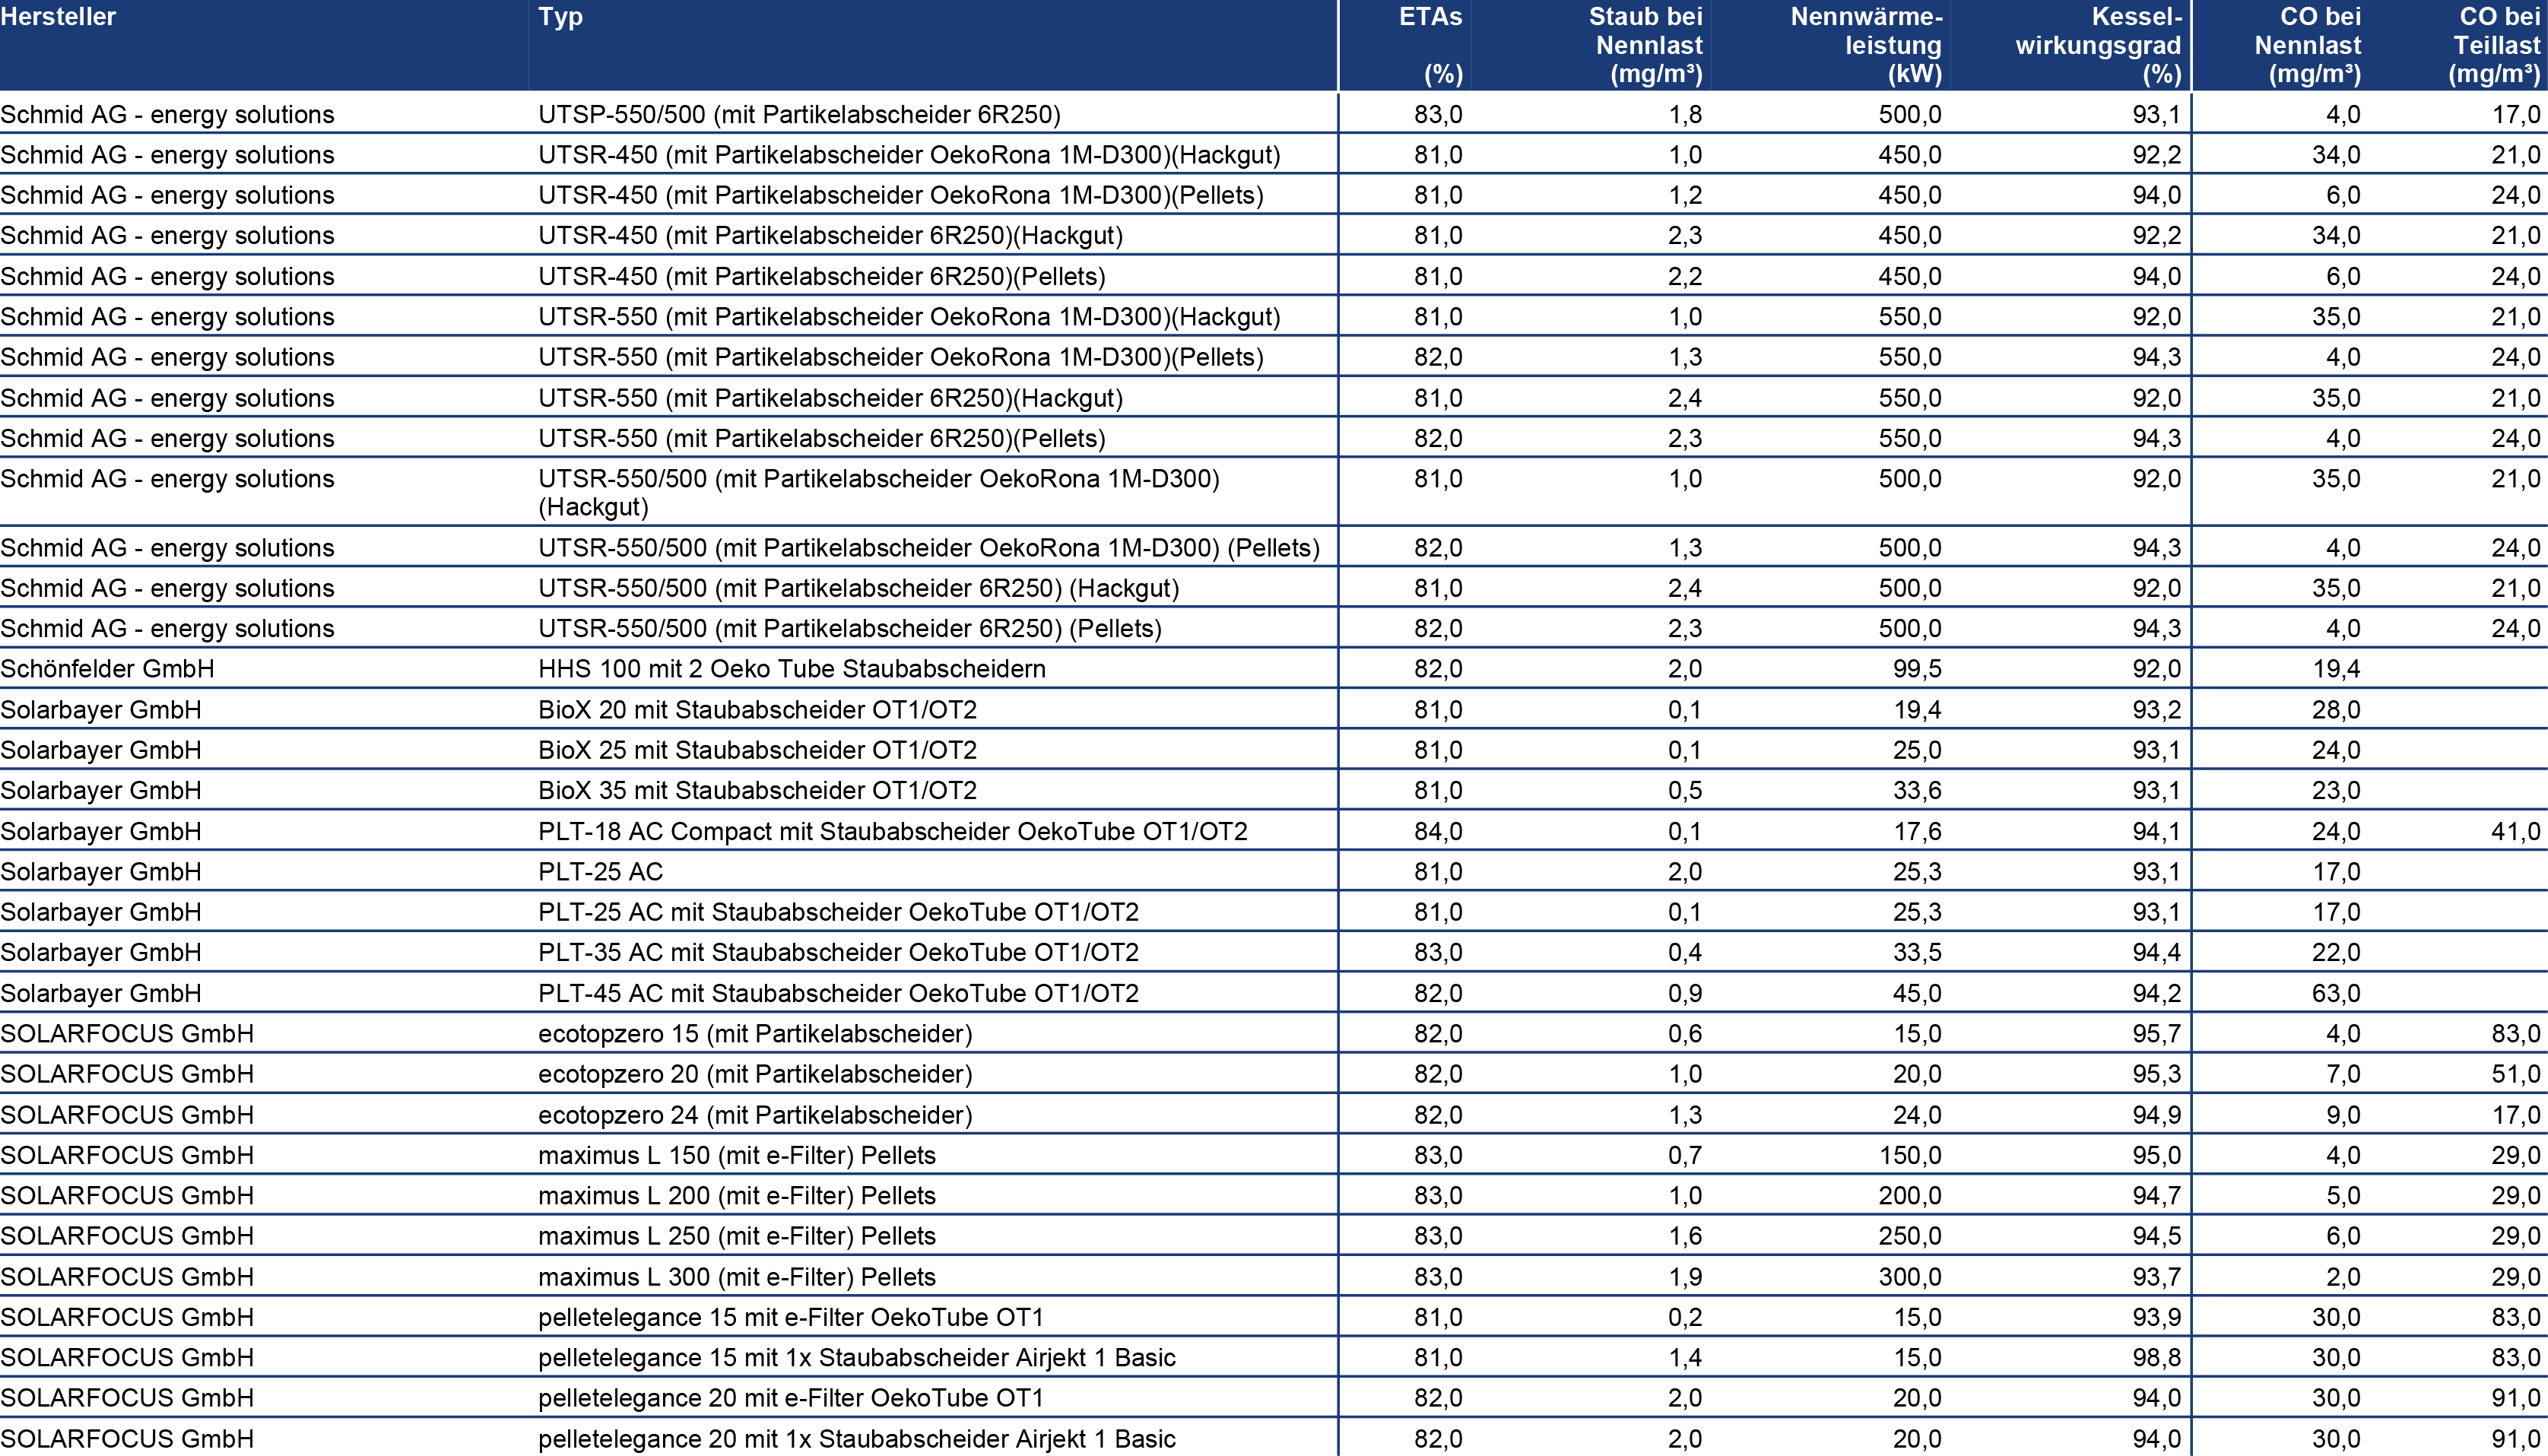 Hersteller Typ ETAs Staub bei Nennwärme- Kessel- CO bei CO bei
Nennlast leistung wirkungsgrad Nennlast Teillast
(%) (mg/m³) (kW) (%) (mg/m³) (mg/m³)
Schmid AG - energy solutions UTSP-550/500 (mit Partikelabscheider 6R250) 83,0 1,8 500,0 93,1 4,0 17,0
Schmid AG - energy solutions UTSR-450 (mit Partikelabscheider OekoRona 1M-D300)(Hackgut) 81,0 1,0 450,0 92,2 34,0 21,0
Schmid AG - energy solutions UTSR-450 (mit Partikelabscheider OekoRona 1M-D300)(Pellets) 81,0 1,2 450,0 94,0 6,0 24,0
Schmid AG - energy solutions UTSR-450 (mit Partikelabscheider 6R250)(Hackgut) 81,0 2,3 450,0 92,2 34,0 21,0
Schmid AG - energy solutions UTSR-450 (mit Partikelabscheider 6R250)(Pellets) 81,0 2,2 450,0 94,0 6,0 24,0
Schmid AG - energy solutions UTSR-550 (mit Partikelabscheider OekoRona 1M-D300)(Hackgut) 81,0 1,0 550,0 92,0 35,0 21,0
Schmid AG - energy solutions UTSR-550 (mit Partikelabscheider OekoRona 1M-D300)(Pellets) 82,0 1,3 550,0 94,3 4,0 24,0
Schmid AG - energy solutions UTSR-550 (mit Partikelabscheider 6R250)(Hackgut) 81,0 2,4 550,0 92,0 35,0 21,0
Schmid AG - energy solutions UTSR-550 (mit Partikelabscheider 6R250)(Pellets) 82,0 2,3 550,0 94,3 4,0 24,0
Schmid AG - energy solutions UTSR-550/500 (mit Partikelabscheider OekoRona 1M-D300) 81,0 1,0 500,0 92,0 35,0 21,0
(Hackgut)
Schmid AG - energy solutions UTSR-550/500 (mit Partikelabscheider OekoRona 1M-D300) (Pellets) 82,0 1,3 500,0 94,3 4,0 24,0
Schmid AG - energy solutions UTSR-550/500 (mit Partikelabscheider 6R250) (Hackgut) 81,0 2,4 500,0 92,0 35,0 21,0
Schmid AG - energy solutions UTSR-550/500 (mit Partikelabscheider 6R250) (Pellets) 82,0 2,3 500,0 94,3 4,0 24,0
Schönfelder GmbH HHS 100 mit 2 Oeko Tube Staubabscheidern 82,0 2,0 99,5 92,0 19,4
Solarbayer GmbH BioX 20 mit Staubabscheider OT1/OT2 81,0 0,1 19,4 93,2 28,0
Solarbayer GmbH BioX 25 mit Staubabscheider OT1/OT2 81,0 0,1 25,0 93,1 24,0
Solarbayer GmbH BioX 35 mit Staubabscheider OT1/OT2 81,0 0,5 33,6 93,1 23,0
Solarbayer GmbH PLT-18 AC Compact mit Staubabscheider OekoTube OT1/OT2 84,0 0,1 17,6 94,1 24,0 41,0
Solarbayer GmbH PLT-25 AC 81,0 2,0 25,3 93,1 17,0
Solarbayer GmbH PLT-25 AC mit Staubabscheider OekoTube OT1/OT2 81,0 0,1 25,3 93,1 17,0
Solarbayer GmbH PLT-35 AC mit Staubabscheider OekoTube OT1/OT2 83,0 0,4 33,5 94,4 22,0
Solarbayer GmbH PLT-45 AC mit Staubabscheider OekoTube OT1/OT2 82,0 0,9 45,0 94,2 63,0
SOLARFOCUS GmbH ecotopzero 15 (mit Partikelabscheider) 82,0 0,6 15,0 95,7 4,0 83,0
SOLARFOCUS GmbH ecotopzero 20 (mit Partikelabscheider) 82,0 1,0 20,0 95,3 7,0 51,0
SOLARFOCUS GmbH ecotopzero 24 (mit Partikelabscheider) 82,0 1,3 24,0 94,9 9,0 17,0
SOLARFOCUS GmbH maximus L 150 (mit e-Filter) Pellets 83,0 0,7 150,0 95,0 4,0 29,0
SOLARFOCUS GmbH maximus L 200 (mit e-Filter) Pellets 83,0 1,0 200,0 94,7 5,0 29,0
SOLARFOCUS GmbH maximus L 250 (mit e-Filter) Pellets 83,0 1,6 250,0 94,5 6,0 29,0
SOLARFOCUS GmbH maximus L 300 (mit e-Filter) Pellets 83,0 1,9 300,0 93,7 2,0 29,0
SOLARFOCUS GmbH pelletelegance 15 mit e-Filter OekoTube OT1 81,0 0,2 15,0 93,9 30,0 83,0
SOLARFOCUS GmbH pelletelegance 15 mit 1x Staubabscheider Airjekt 1 Basic 81,0 1,4 15,0 98,8 30,0 83,0
SOLARFOCUS GmbH pelletelegance 20 mit e-Filter OekoTube OT1 82,0 2,0 20,0 94,0 30,0 91,0
SOLARFOCUS GmbH pelletelegance 20 mit 1x Staubabscheider Airjekt 1 Basic 82,0 2,0 20,0 94,0 30,0 91,0